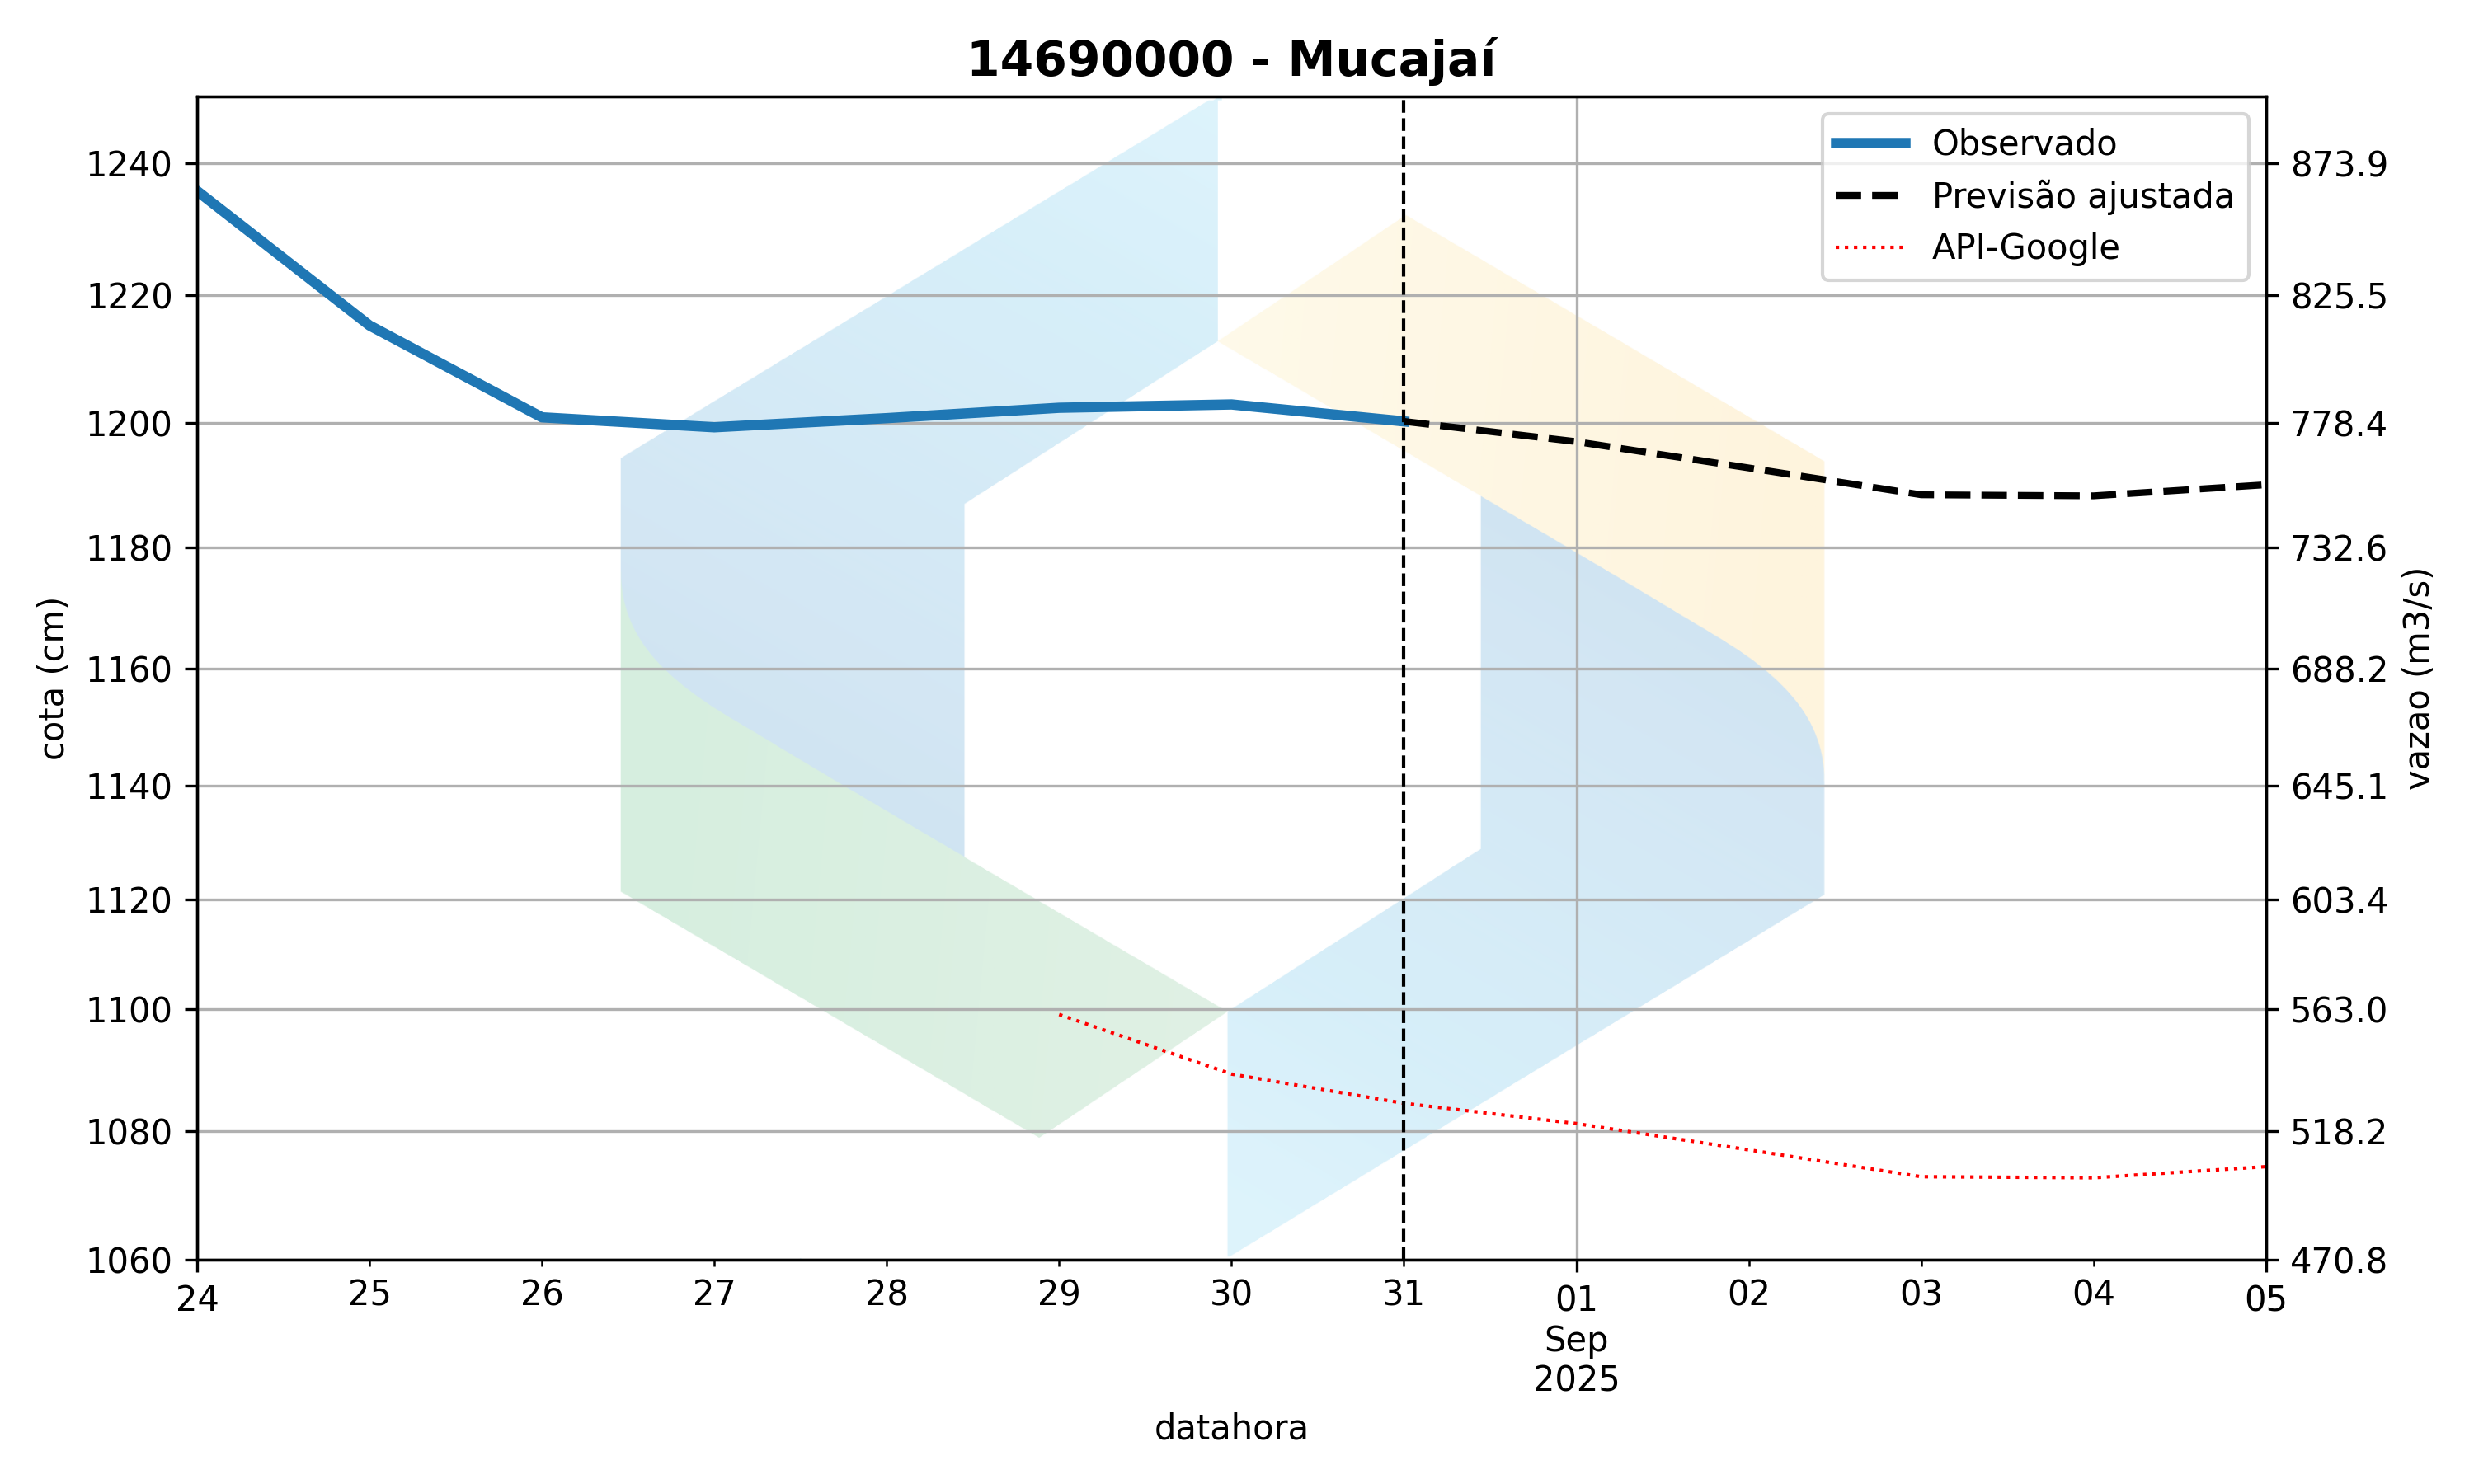 14690000 - Mucajaí
Observado
Previsão ajustada
API-Google
1240
1220
1200
1180
1160
1140
1120
1100
1080
1060
cota (cm)
873.9
825.5
778.4
732.6
688.2
645.1
603.4
563.0
518.2
470.8
vazao (m3/s)
24 25 26 27 28 29 30 31 01 02 03 04 05
Sep
2025
datahora